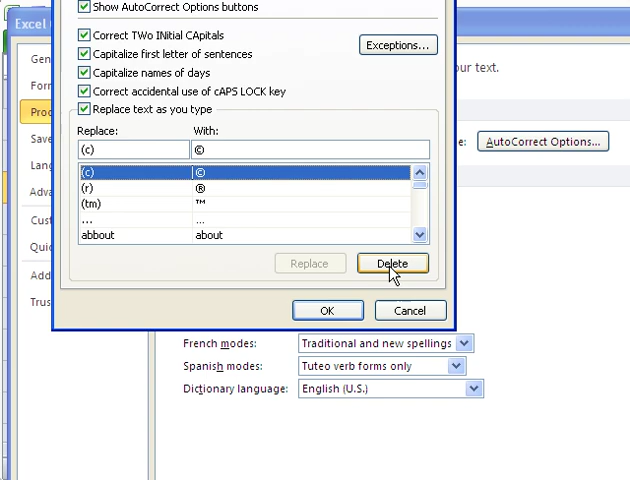 Show AutoCorrect Options buttons
Excel
Correct TWo INitial CApitals
Exceptions...
Capitalize first letter of sentences
Capitalize names of days
Correct accidental use of cAPS LOCK key
Replace text as you type
your text.
Replace: With:
(c) ©
AutoCorrect Options...
(c) ©
(r) ®
(tm) ™
... ...
abbout about
Replace Delete
OK Cancel
French modes: Traditional and new spellings
Spanish modes: Tuteo verb forms only
Dictionary language: English (U.S.)
Gen
Forr
Proo
Save
Lang
Adva
Cust
Quic
Add
Trus